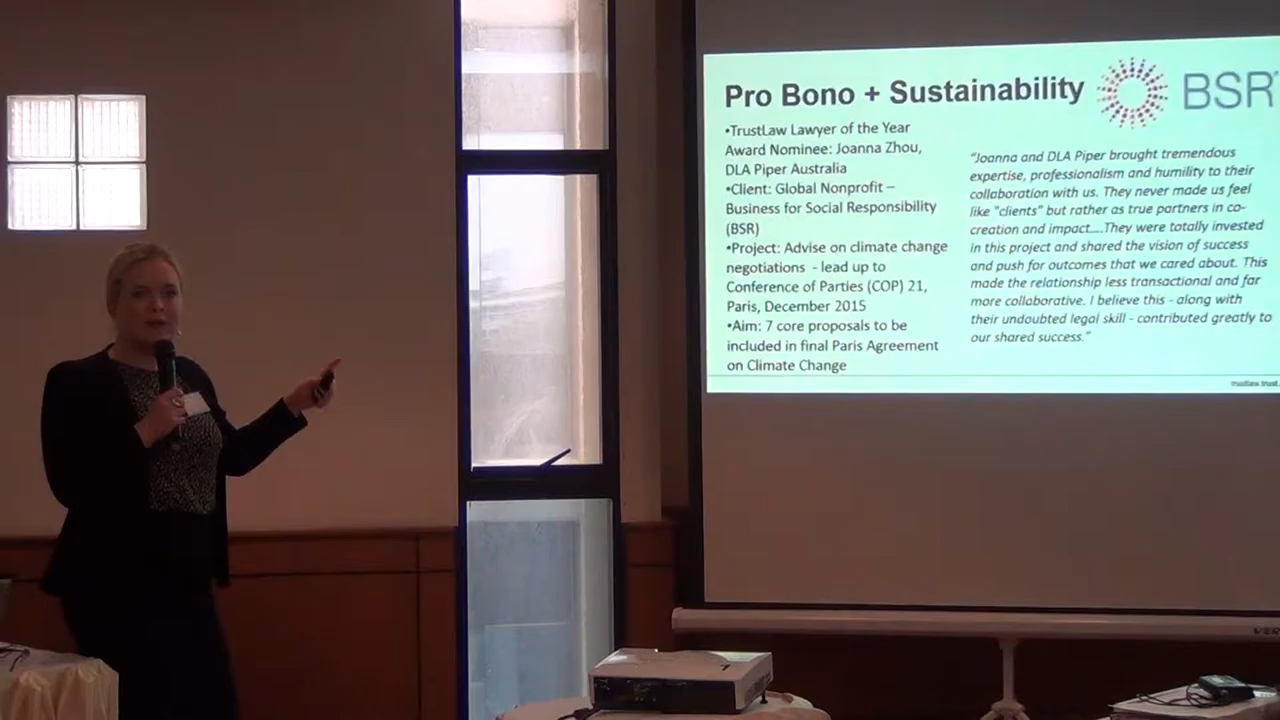 Pro Bono + Sustainability
BSR
•TrustLaw Lawyer of the Year
Award Nominee: Joanna Zhou,
DLA Piper Australia
•Client: Global Nonprofit –
Business for Social Responsibility
(BSR)
•Project: Advise on climate change
negotiations - lead up to
Conference of Parties (COP) 21,
Paris, December 2015
•Aim: 7 core proposals to be
included in final Paris Agreement
on Climate Change
"Joanna and DLA Piper brought tremendous
expertise, professionalism and humility to their
collaboration with us. They never made us feel
like "clients" but rather as true partners in co-
creation and impact....They were totally invested
in this project and shared the vision of success
and push for outcomes that we cared about. This
made the relationship less transactional and far
more collaborative. I believe this - along with
their undoubted legal skill - contributed greatly to
our shared success."
trustlaw.trust.